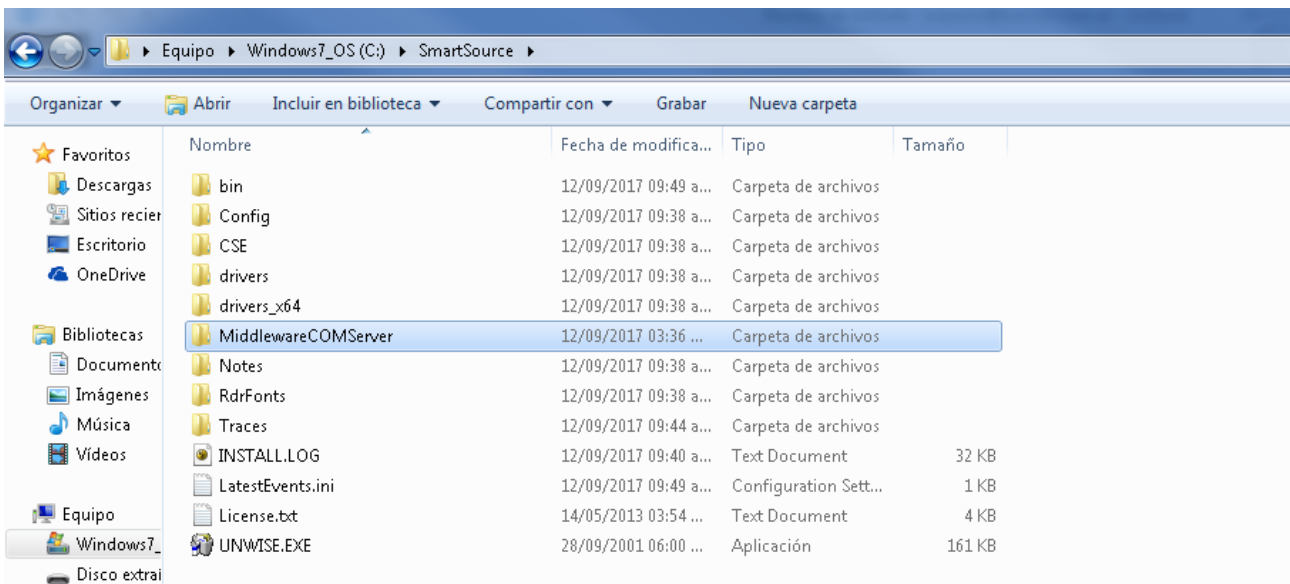 Equipo Windows7_OS (C:) SmartSource
Organizar Abrir Incluir en biblioteca Compartir con Grabar Nueva carpeta
Nombre Fecha de modifica... Tipo Tamaño
Favoritos
Descargas
Sitios recier
Escritorio
OneDrive
Bibliotecas
Documento
Imágenes
Música
Vídeos
Equipo
Windows7_
Disco extrai
bin 12/09/2017 09:49 a... Carpeta de archivos
Config 12/09/2017 09:38 a... Carpeta de archivos
CSE 12/09/2017 09:38 a... Carpeta de archivos
drivers 12/09/2017 09:38 a... Carpeta de archivos
drivers_x64 12/09/2017 09:38 a... Carpeta de archivos
MiddlewareCOMServer 12/09/2017 03:36 ... Carpeta de archivos
Notes 12/09/2017 09:38 a... Carpeta de archivos
RdrFonts 12/09/2017 09:38 a... Carpeta de archivos
Traces 12/09/2017 09:44 a... Carpeta de archivos
INSTALL.LOG 12/09/2017 09:40 a... Text Document 32 KB
LatestEvents.ini 12/09/2017 09:49 a... Configuration Sett... 1 KB
License.txt 14/05/2013 03:54 ... Text Document 4 KB
UNWISE.EXE 28/09/2001 06:00 ... Aplicación 161 KB